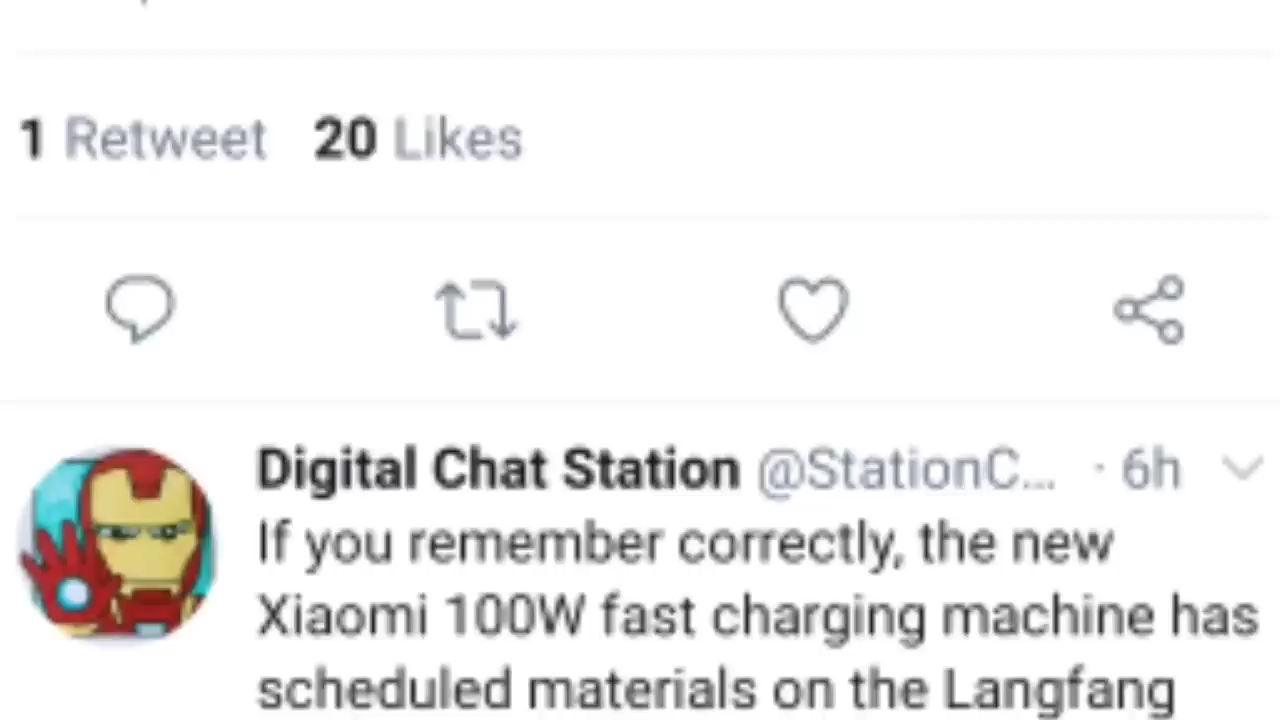 1 Retweet 20 Likes
Digital Chat Station @StationC... · 6h
If you remember correctly, the new
Xiaomi 100W fast charging machine has
scheduled materials on the Langfang